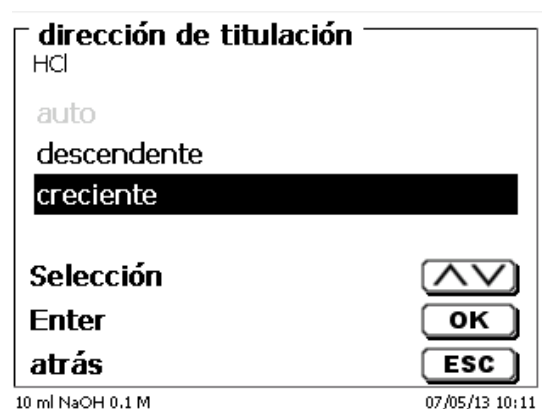 dirección de titulación
HCl
auto
descendente
creciente
Selección
Enter OK
atrás ESC
10 ml NaOH 0.1 M 07/05/13 10:11